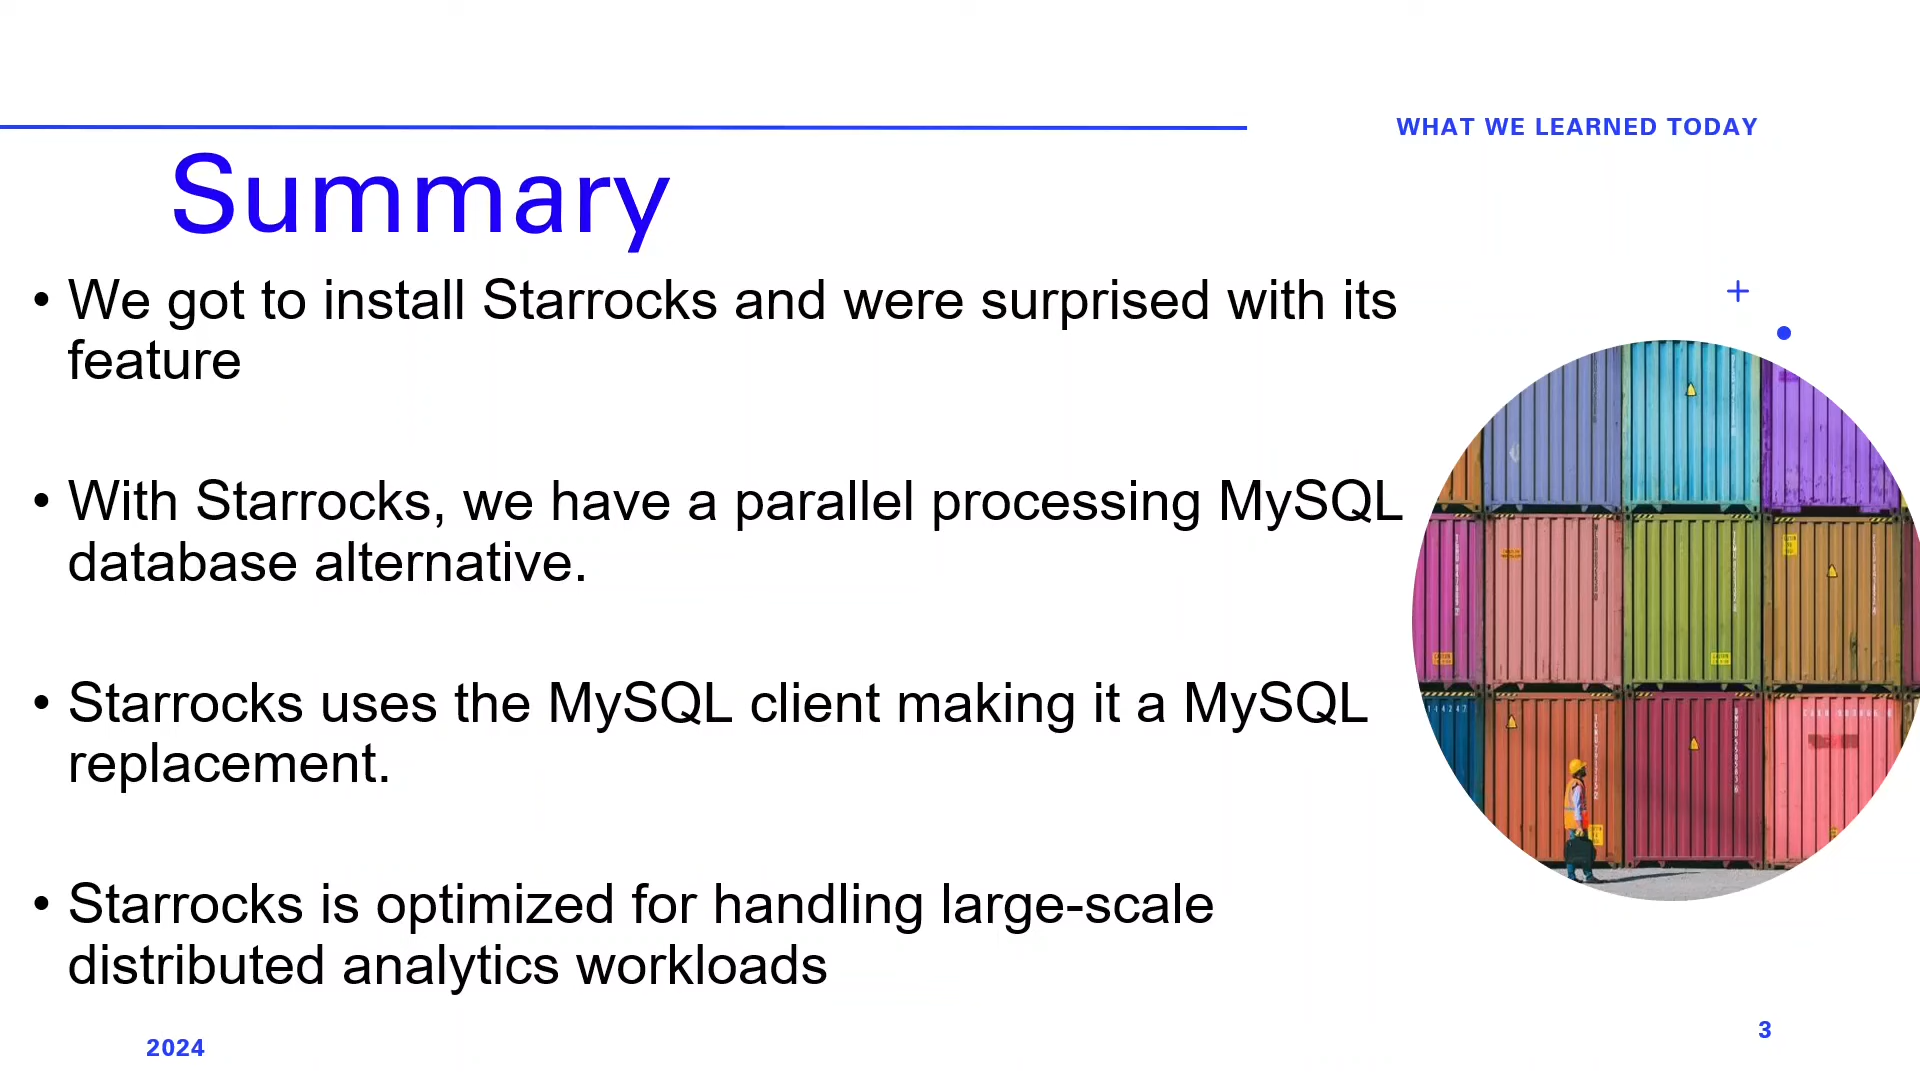 WHAT WE LEARNED TODAY
Summary
• We got to install Starrocks and were surprised with its
feature
• With Starrocks, we have a parallel processing MySQL
database alternative.
• Starrocks uses the MySQL client making it a MySQL
replacement.
• Starrocks is optimized for handling large-scale
distributed analytics workloads
2024
3